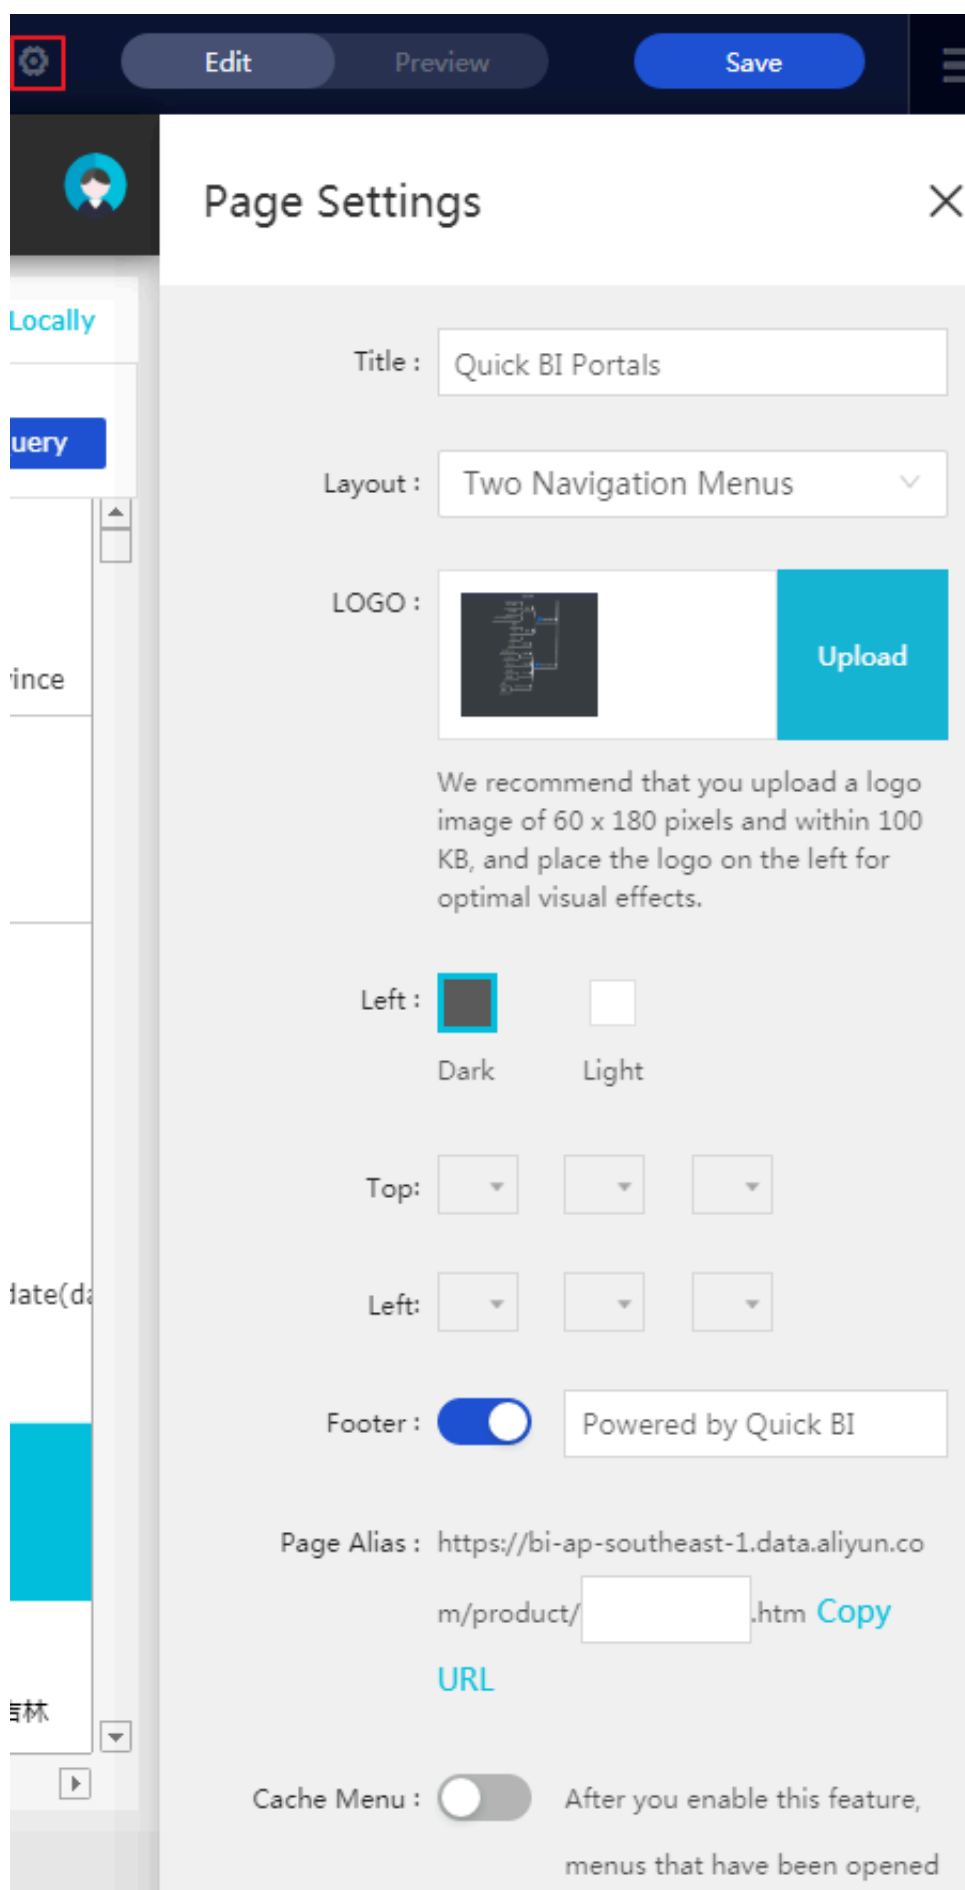 Edit
Preview
Save
Page Settings
Locally
Title :
Quick BI Portals
uery
Layout :
Two Navigation Menus
LOGO :
Upload
ince
We recommend that you upload a logo
image of 60 x 180 pixels and within 100
KB, and place the logo on the left for
optimal visual effects.
Left :
Dark
Light
Top:
date(da
Left:
Footer :
Powered by Quick BI
Page Alias :
https://bi-ap-southeast-1.data.aliyun.co
m/product/
.htm Copy
URL
林
Cache Menu :
After you enable this feature,
menus that have been opened